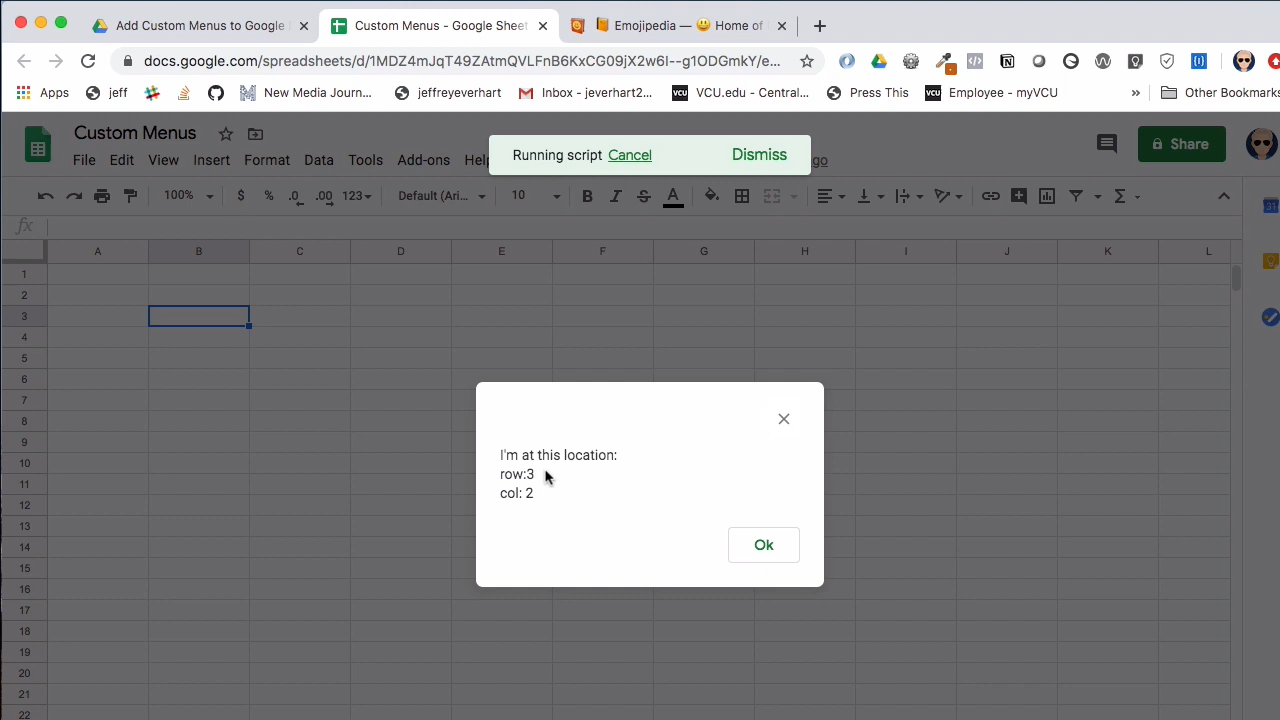 Add Custom Menus to Google
Custom Menus - Google Sheet
Emojipedia — 😃 Home of
docs.google.com/spreadsheets/d/1MDZ4mJqT49ZAtmQVLFnB6KxCG09jX2w6I--g1ODGmkY/e...
Apps jeff New Media Journ... jeffreyeverhart Inbox - jeverhart2... VCU VCU.edu - Central... Press This VCU Employee - myVCU » Other Bookmarks
Custom Menus
File Edit View Insert Format Data Tools Add-ons Help
Running script Cancel Dismiss
go
Share
100% $ % .0 .00 123 Default (Ari... 10 B I S A Σ
fx
A B C D E F G H I J K L
1
2
3
4
5
6
7
8
9
10
11
12
13
14
15
16
17
18
19
20
21
22
I'm at this location:
row:3
col: 2
Ok
31